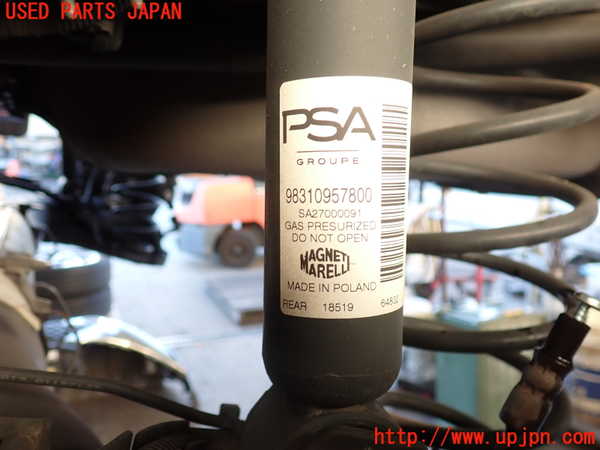 USED PARTS JAPAN
PSA
GROUPE
98310957800
SA27000091
GAS PRESURIZED
DO NOT OPEN
MAGNETI
MARELLI
MADE IN POLAND
REAR 18519
http://www.upjpn.com/